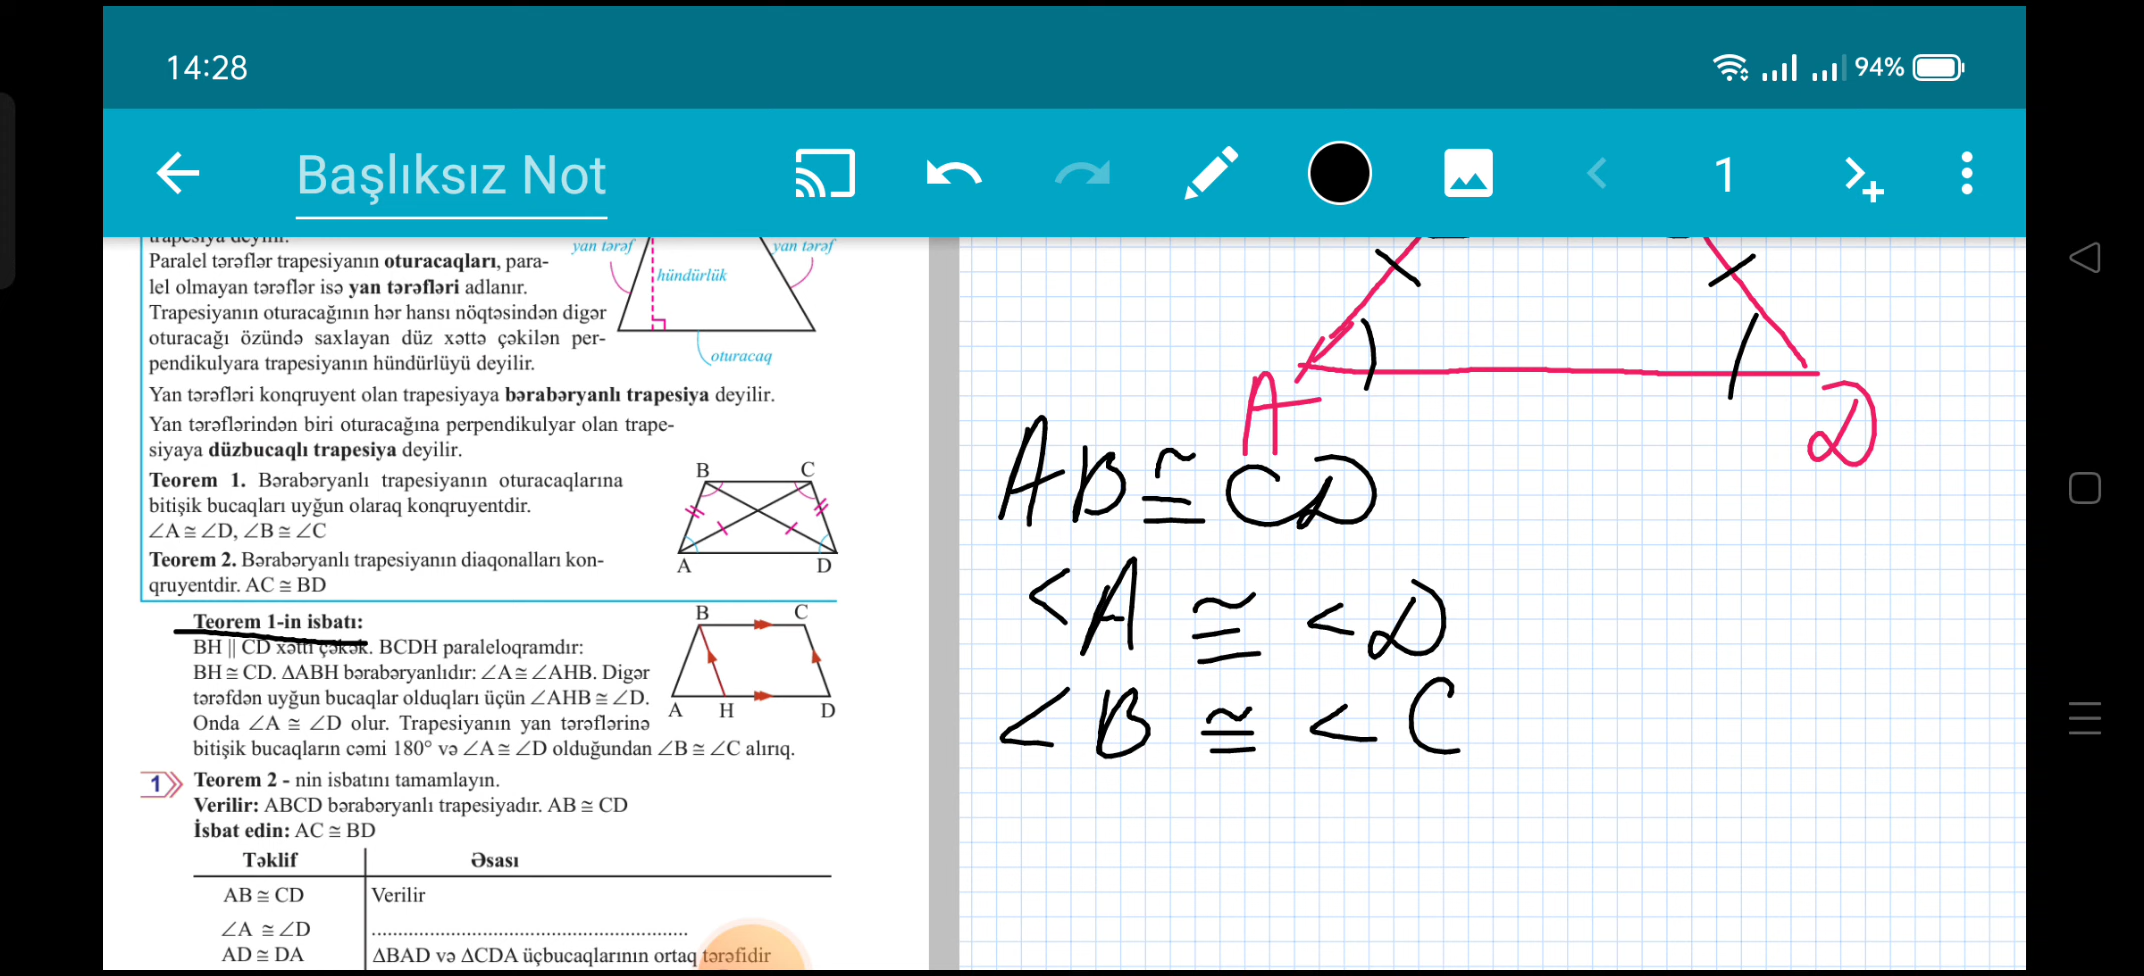 14:28
94%
Başlıksız Not
1
trapesiya deyilir.
yan tərəf
yan tərəf
Paralel tərəflər trapesiyanın oturacaqları, para-
lel olmayan tərəflər isə yan tərəfləri adlanır.
hündürlük
Trapesiyanın oturacağının hər hansı nöqtəsindən digər
oturacağı özündə saxlayan düz xəttə çəkilən per-
pendikulyara trapesiyanın hündürlüyü deyilir.
oturacaq
Yan tərəfləri konqruyent olan trapesiyaya bərabəryanlı trapesiya deyilir.
Yan tərəflərindən biri oturacağına perpendikulyar olan trape-
siyaya düzbucaqlı trapesiya deyilir.
Teorem 1. Bərabəryanlı trapesiyanın oturacaqlarına
bitişik bucaqları uyğun olaraq konqruyentdir.
∠A ≅ ∠D, ∠B ≅ ∠C
Teorem 2. Bərabəryanlı trapesiyanın diaqonalları kon-
qruyentdir. AC ≅ BD
B C
A D
Teorem 1-in isbatı:
BH || CD xətti çəkək. BCDH paraleloqramdır:
BH ≅ CD. ΔABH bərabəryanlıdır: ∠A ≅ ∠AHB. Digər
tərəfdən uyğun bucaqlar olduqları üçün ∠AHB ≅ ∠D.
Onda ∠A ≅ ∠D olur. Trapesiyanın yan tərəflərinə
bitişik bucaqların cəmi 180° və ∠A ≅ ∠D olduğundan ∠B ≅ ∠C alırıq.
B C
A H D
1 Teorem 2 - nin isbatını tamamlayın.
Verilir: ABCD bərabəryanlı trapesiyadır. AB ≅ CD
İsbat edin: AC ≅ BD
Təklif Əsası
AB ≅ CD Verilir
∠A ≅ ∠D ................................................
AD ≅ DA ΔBAD və ΔCDA üçbucaqlarının ortaq tərəfidir
A D
AB ≅ CD
<A ≅ <D
<B ≅ <C